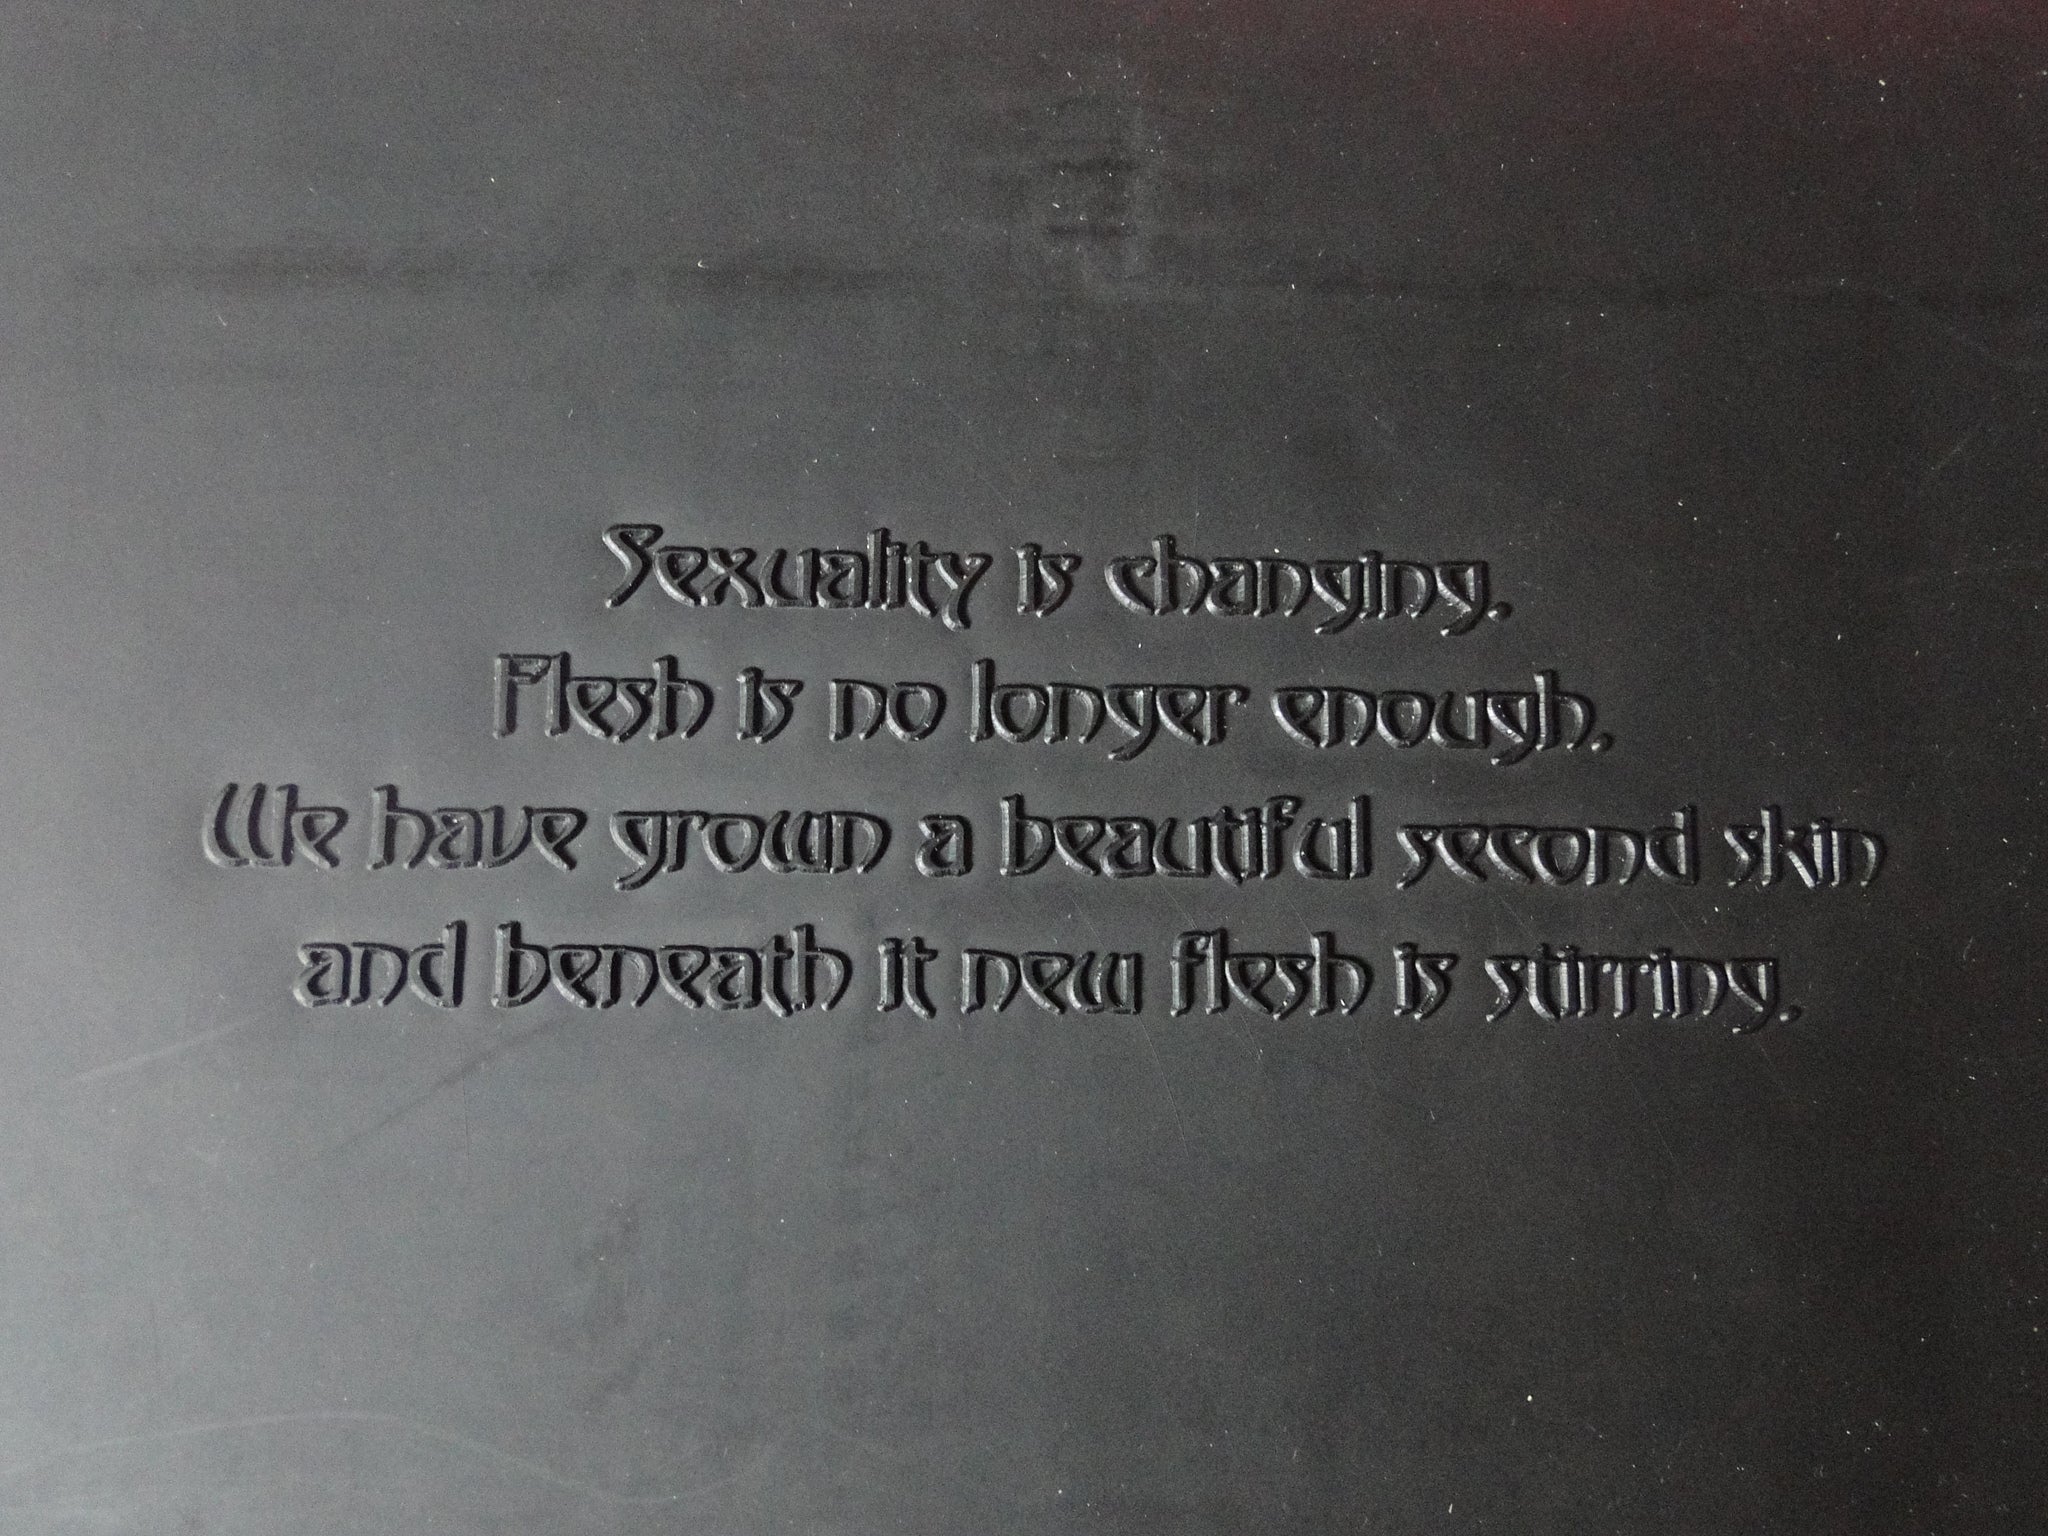 Sexuality is changing.
Flesh is no longer enough.
We have grown a beautiful second skin
and beneath it new flesh is stirring.